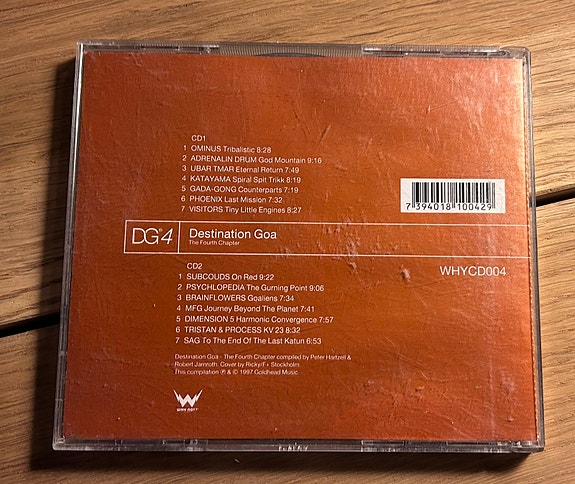 CD1
1 OMINUS Tribalistic 8:28
2 ADRENALIN DRUM God Mountain 9:16
3 UBAR TMAR Eternal Return 7:49
4 KATAYAMA Spiral Spit Trikk 8:19
5 GADA-GONG Counterparts 7:19
6 PHOENIX Last Mission 7:32
7 VISITORS Tiny Little Engines 8:27
7 394018 100429
DG°4
Destination Goa
The Fourth Chapter
WHYCD004
CD2
1 SUBCOUDS On Red 9:22
2 PSYCHLOPEDIA The Gurning Point 9:06
3 BRAINFLOWERS Goaliens 7:34
4 MFG Journey Beyond The Planet 7:41
5 DIMENSION 5 Harmonic Convergence 7:57
6 TRISTAN & PROCESS KV 23 8:32
7 SAG To The End Of The Last Katun 6:53
Destination Goa - The Fourth Chapter compiled by Peter Hartzell &
Robert Jarnroth. Cover by Ricky/F+ Stockholm
This compilation ℗ & © 1997 Coldhead Music
WHY NOT?